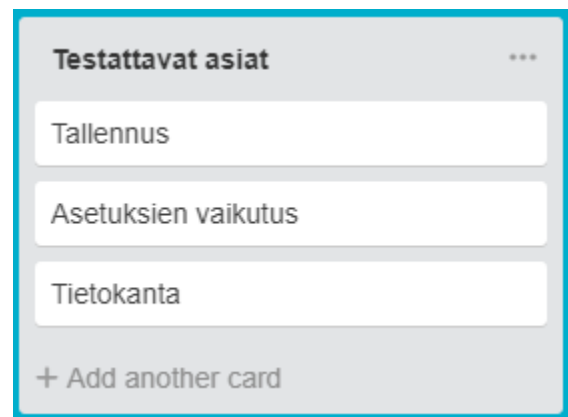 Testattavat asiat
Tallennus
Asetuksien vaikutus
Tietokanta
+ Add another card